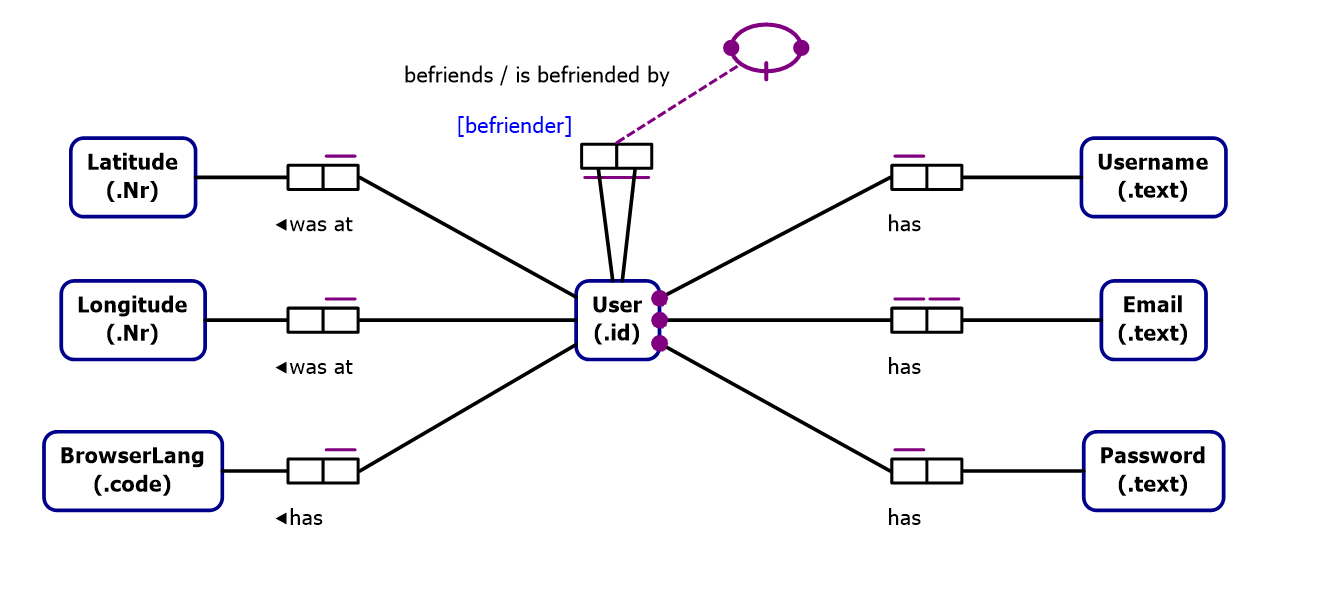 befriends / is befriended by
[befriender]
Latitude
(.Nr)
◄was at
Username
(.text)
has
Longitude
(.Nr)
◄was at
User
(.id)
Email
(.text)
has
BrowserLang
(.code)
◄has
Password
(.text)
has